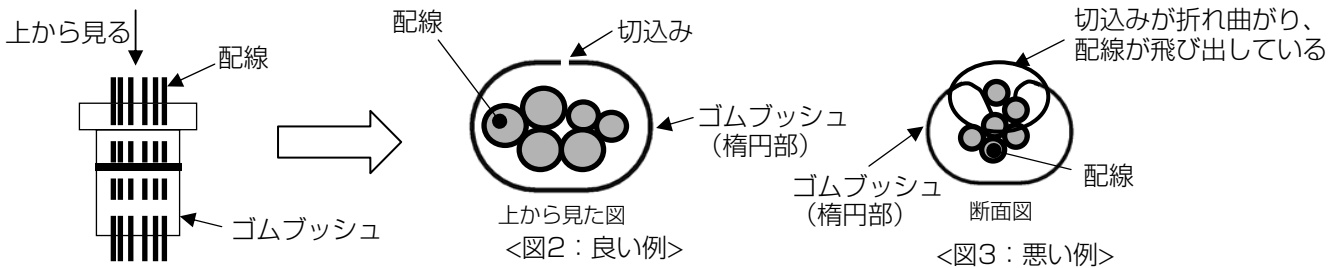 上から見る
配線
ゴムブッシュ
配線
切込み
ゴムブッシュ
（楕円部）
上から見た図
<図2：良い例>
切込みが折れ曲がり、
配線が飛び出している
ゴムブッシュ
（楕円部）
配線
断面図
<図3：悪い例>